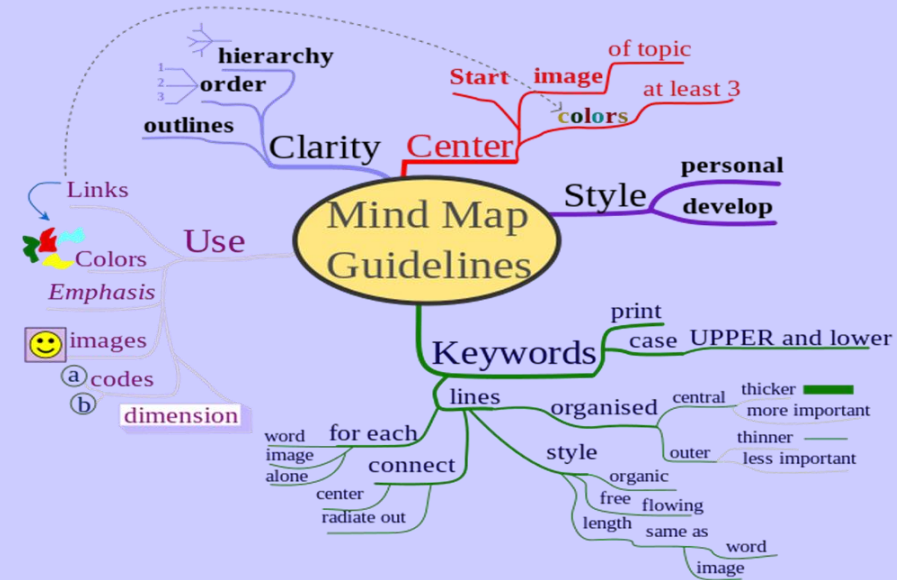 Mind Map
Guidelines
Clarity
hierarchy
order
1
2
3
outlines
Center
Start
image
of topic
colors
at least 3
Style
personal
develop
Use
Links
Colors
Emphasis
images
codes
a
b
dimension
Keywords
print
case
UPPER and lower
lines
organised
central
thicker
more important
outer
thinner
less important
style
organic
free flowing
length same as
word
image
for each
word
image
alone
connect
center
radiate out